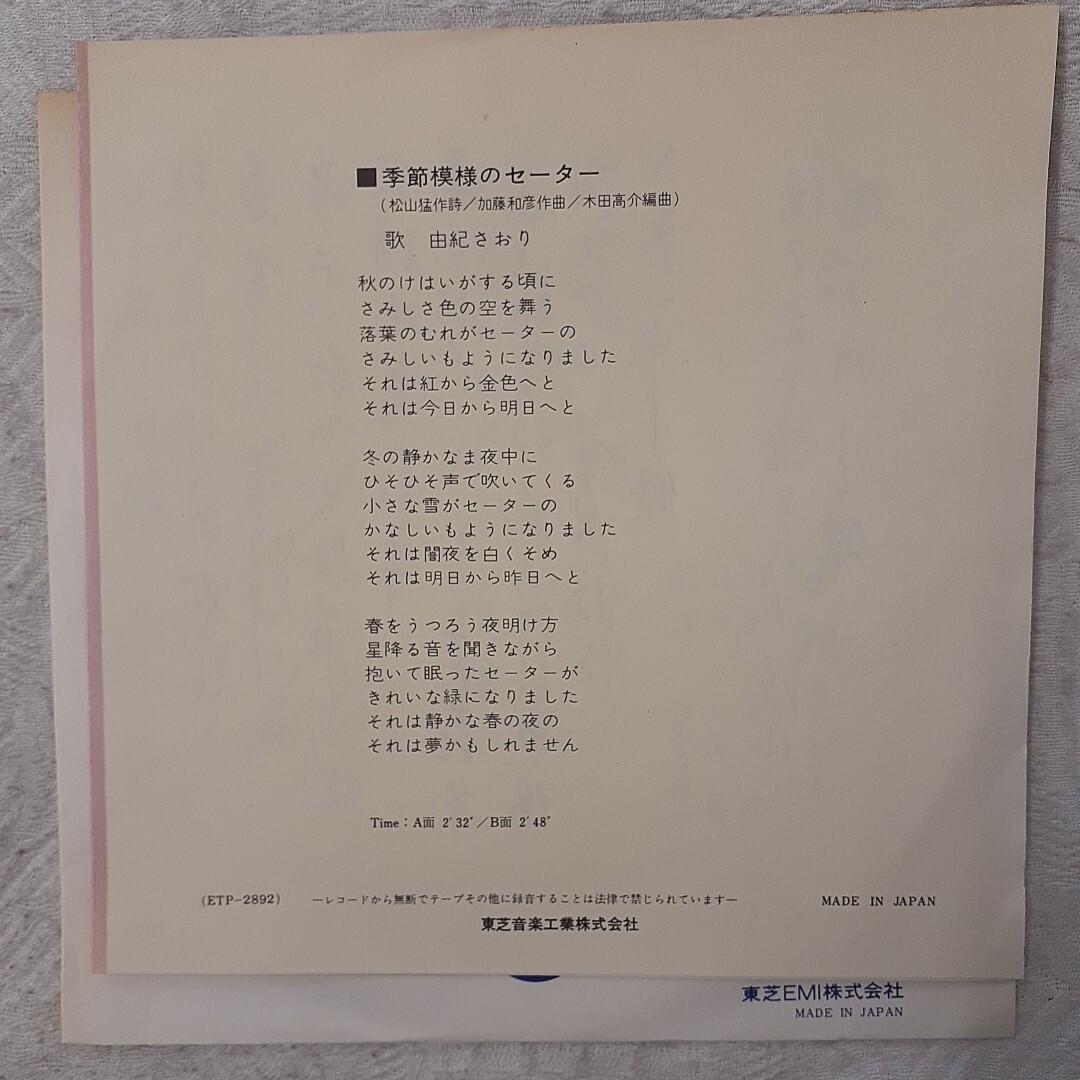 ■季節模様のセーター
(松山猛作詩/加藤和彦作曲/木田高介編曲)
歌 由紀さおり
秋のけはいがする頃に
さみしさ色の空を舞う
落葉のむれがセーターの
さみしいもようになりました
それは紅から金色へと
それは今日から明日へと
冬の静かなま夜中に
ひそひそ声で吹いてくる
小さな雪がセーターの
かなしいもようになりました
それは闇夜を白くそめ
それは明日から昨日へと
春をうつろう夜明け方
星降る音を聞きながら
抱いて眠ったセーターが
きれいな緑になりました
それは静かな春の夜の
それは夢かもしれません
Time:A面 2′32″/B面 2′48″
(ETP-2892) ―レコードから無断でテープその他に録音することは法律で禁じられています― MADE IN JAPAN
東芝音楽工業株式会社
東芝EMI株式会社
MADE IN JAPAN